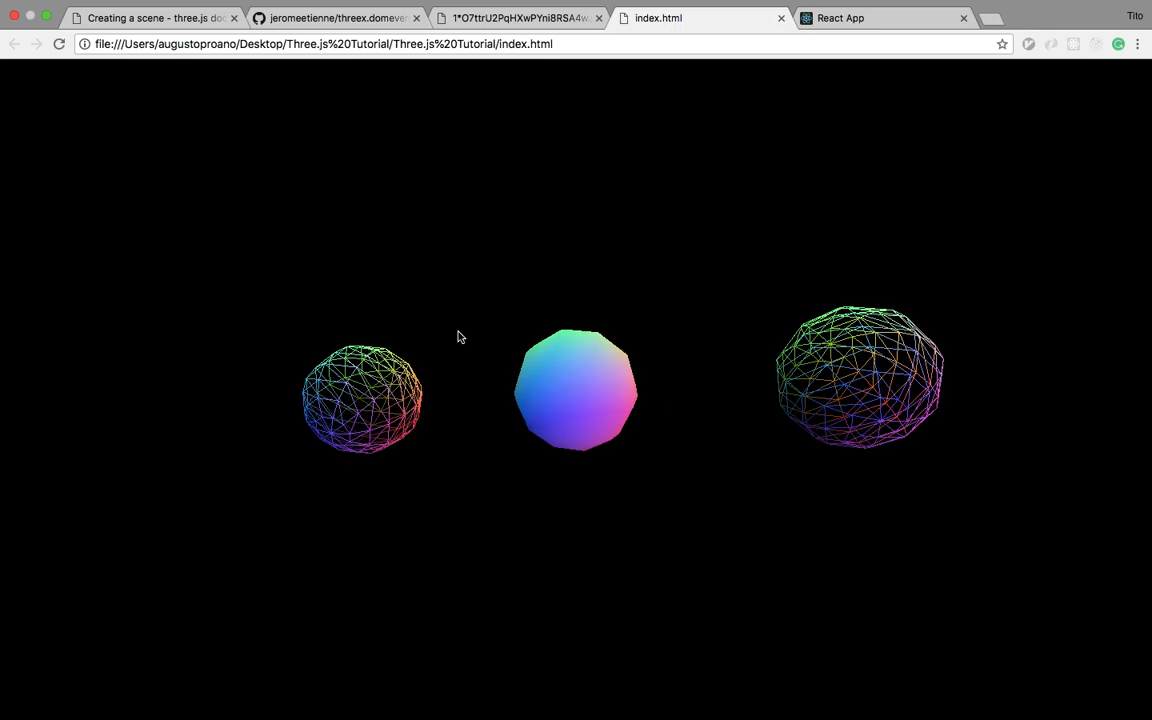 Creating a scene - three.js doc
jeromeetienne/threex.domeve
1*O7ttrU2PqHXwPYni8RSA4w
index.html
React App
Tito
file:///Users/augustoproano/Desktop/Three.js%20Tutorial/Three.js%20Tutorial/index.html